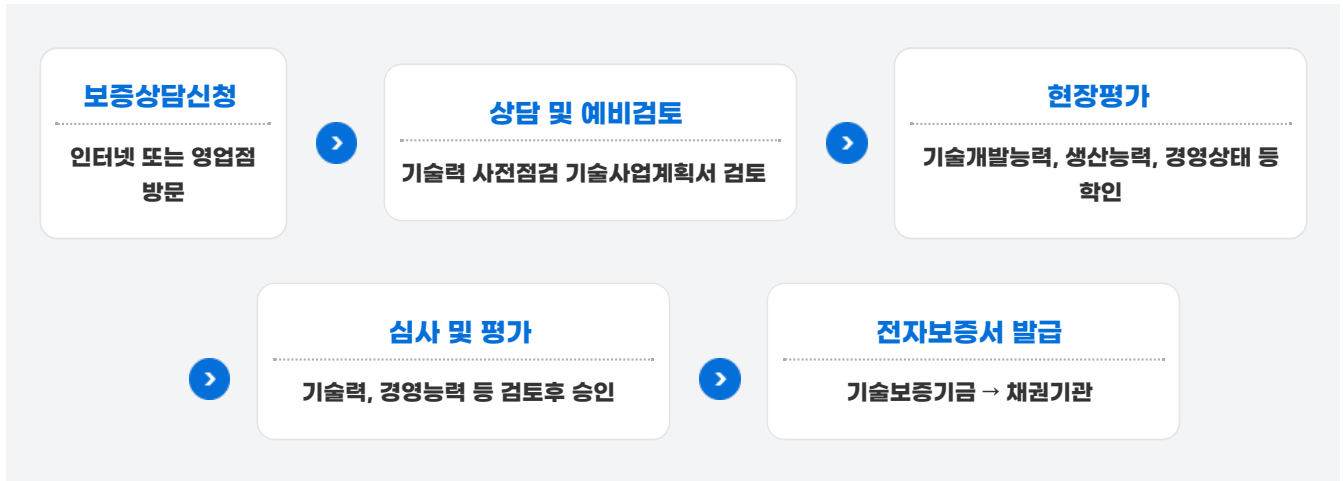 보증상담신청
인터넷 또는 영업점
방문
상담 및 예비검토
기술력 사전점검 기술사업계획서 검토
현장평가
기술개발능력, 생산능력, 경영상태 등
학인
심사 및 평가
기술력, 경영능력 등 검토후 승인
전자보증서 발급
기술보증기금 → 채권기관